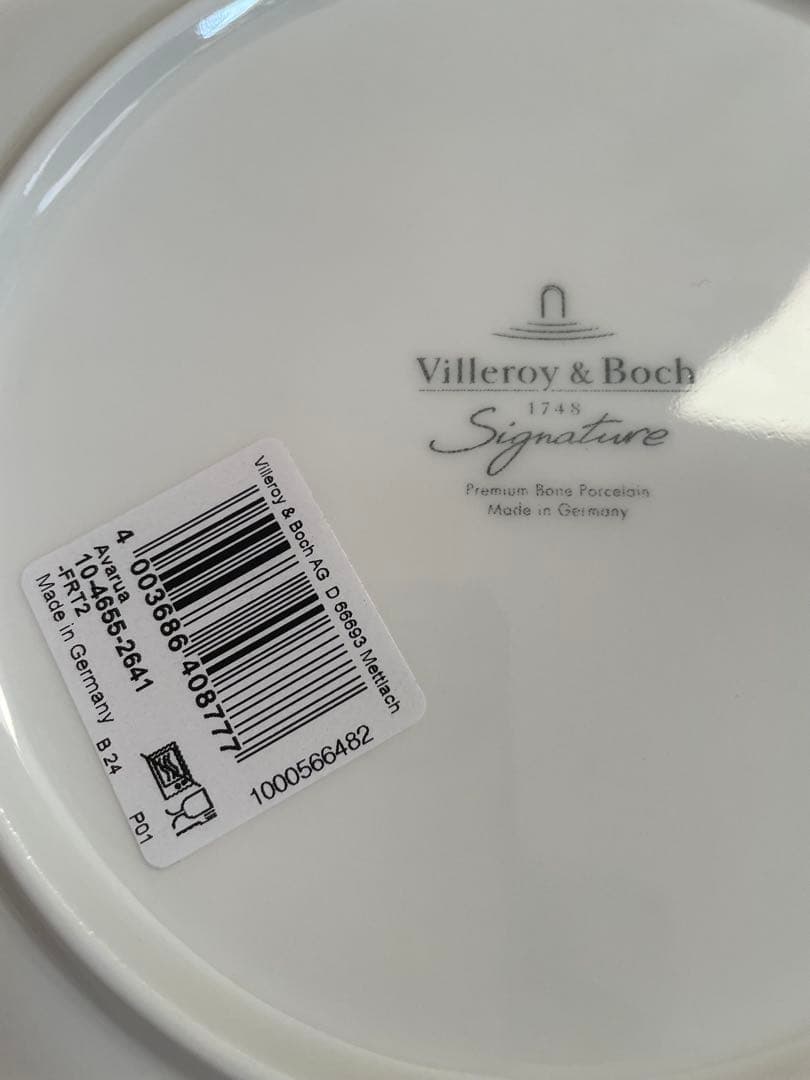 Villeroy & Boch
1748
Signature
Premium Bone Porcelain
Made in Germany
Villeroy & Boch AG D 66693 Mettlach
4 003686 408777
Avarua
10-4655-2641
-FRT2
Made in Germany B 24
P01
1000566482